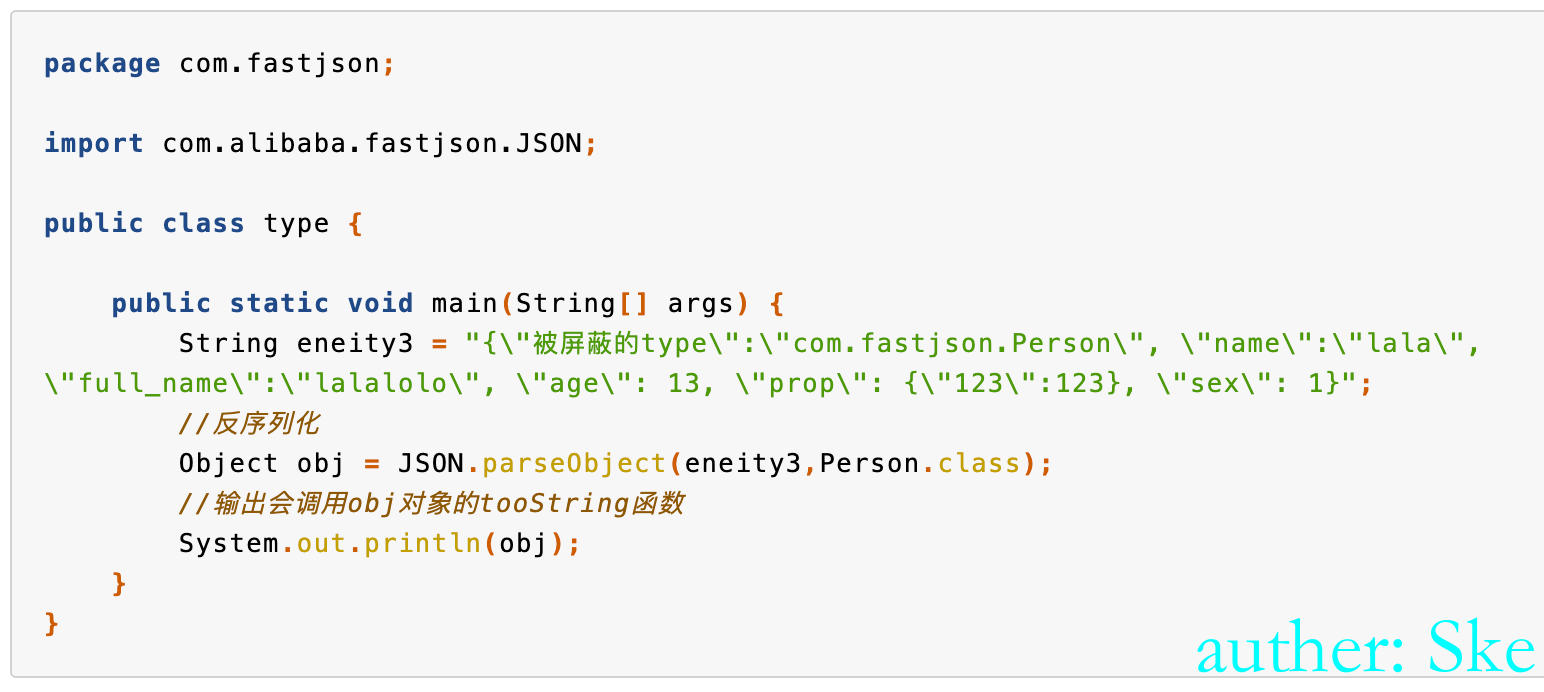 package com.fastjson;
import com.alibaba.fastjson.JSON;
public class type {
public static void main(String[] args) {
String eneity3 = "{\"被屏蔽的type\":\"com.fastjson.Person\", \"name\":\"lala\",
\"full_name\":\"lalalolo\", \"age\": 13, \"prop\": {\"123\":123}, \"sex\": 1}";
//反序列化
Object obj = JSON.parseObject(eneity3,Person.class);
//输出会调用obj对象的tooString函数
System.out.println(obj);
}
}
auther: Ske